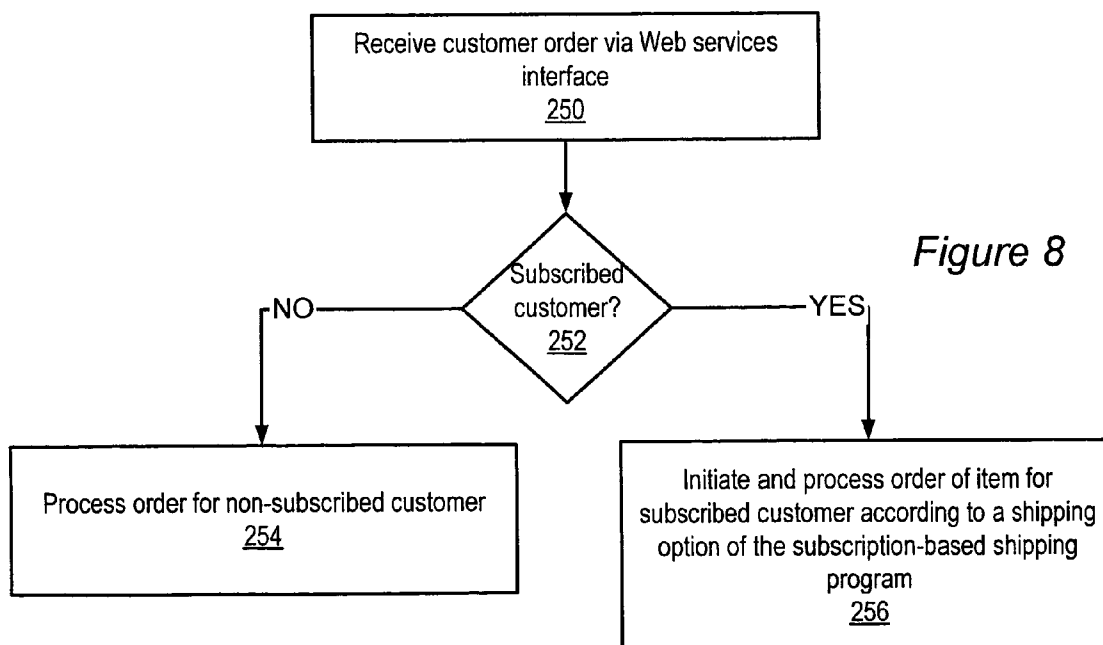 Receive customer order via Web services
interface
250
Subscribed
customer?
252
Figure 8
NO
YES
Process order for non-subscribed customer
254
Initiate and process order of item for
subscribed customer according to a shipping
option of the subscription-based shipping
program
256